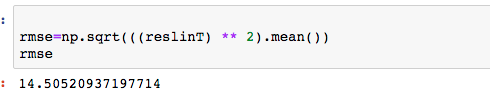 :
rmse=np.sqrt(((reslinT) ** 2).mean())
rmse
: 14.50520937197714